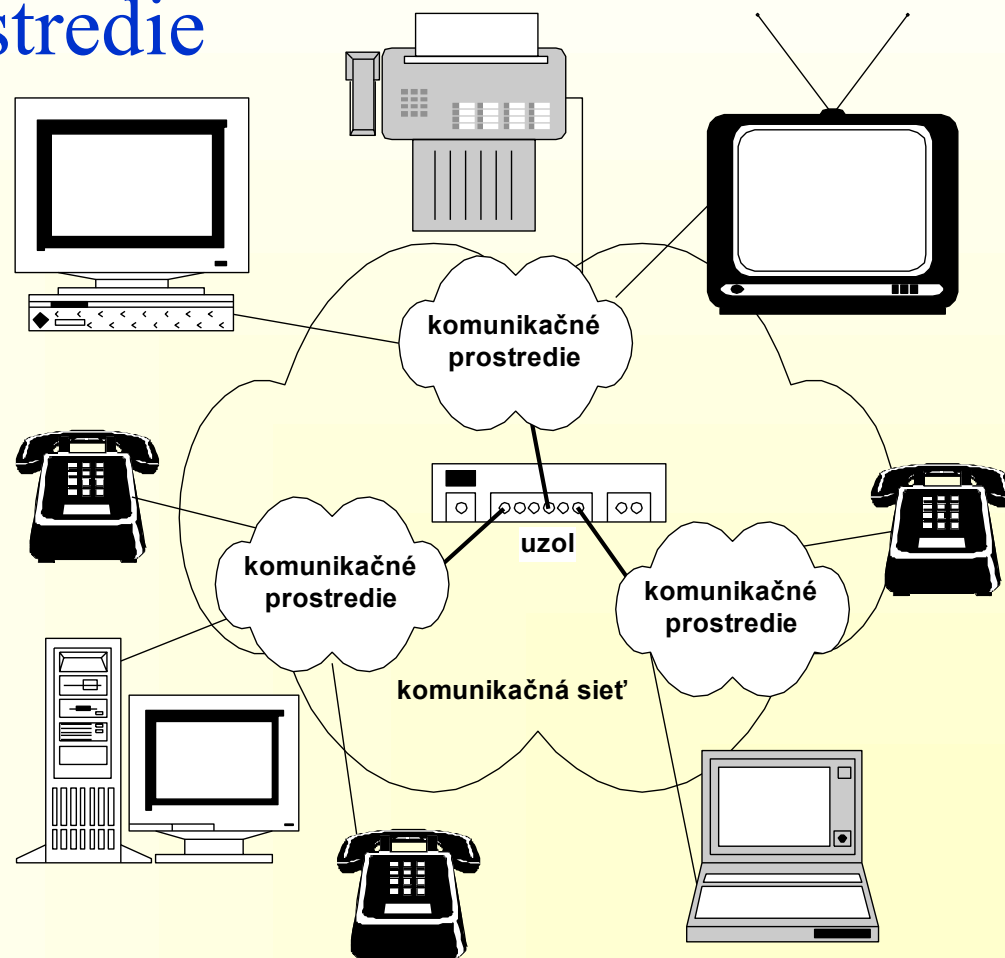 stredie
komunikačné
prostredie
uzol
komunikačné
prostredie
komunikačné
prostredie
komunikačná sieť